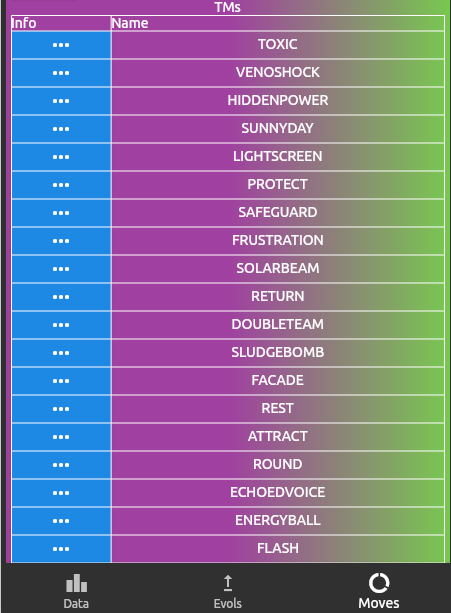 TMs
Info Name
••• TOXIC
••• VENOSHOCK
••• HIDDENPOWER
••• SUNNYDAY
••• LIGHTSCREEN
••• PROTECT
••• SAFEGUARD
••• FRUSTRATION
••• SOLARBEAM
••• RETURN
••• DOUBLETEAM
••• SLUDGEBOMB
••• FACADE
••• REST
••• ATTRACT
••• ROUND
••• ECHOEDVOICE
••• ENERGYBALL
••• FLASH
Data Evols Moves